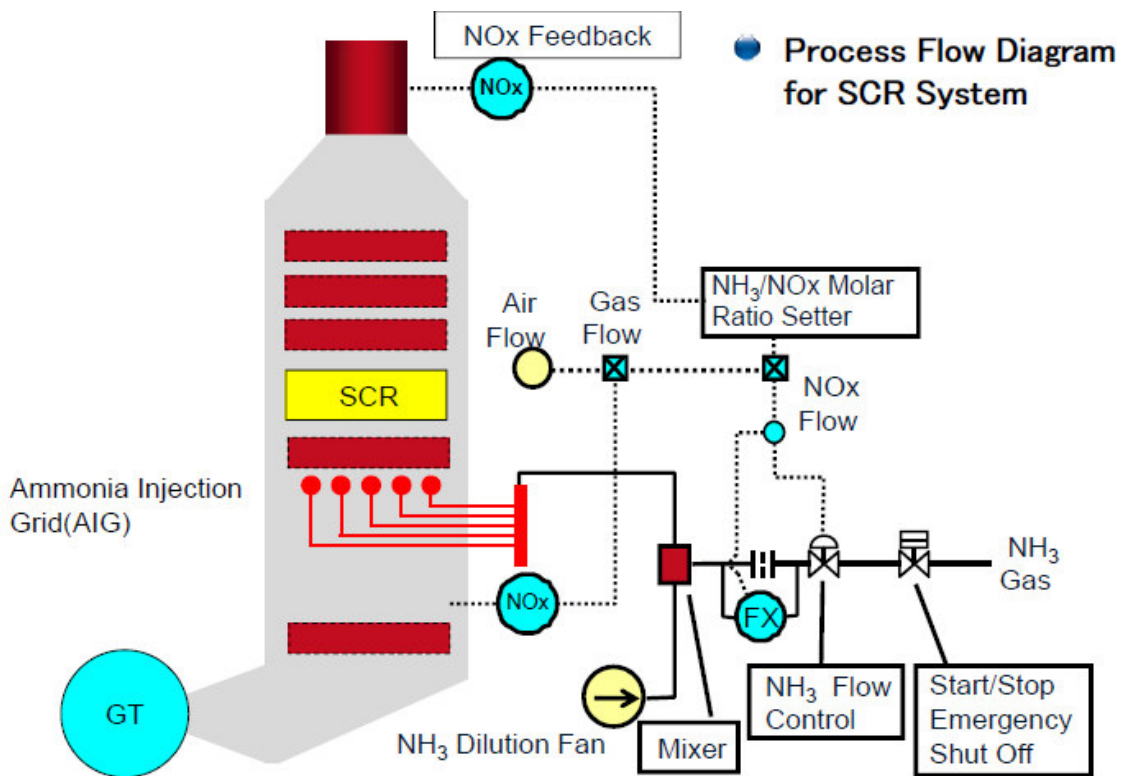 NOx Feedback
Process Flow Diagram
for SCR System
NOx
NH₃/NOx Molar
Ratio Setter
Air
Flow
Gas
Flow
NOx
Flow
SCR
Ammonia Injection
Grid(AIG)
NOx
FX
NH₃
Gas
GT
NH₃ Dilution Fan
Mixer
NH₃ Flow
Control
Start/Stop
Emergency
Shut Off